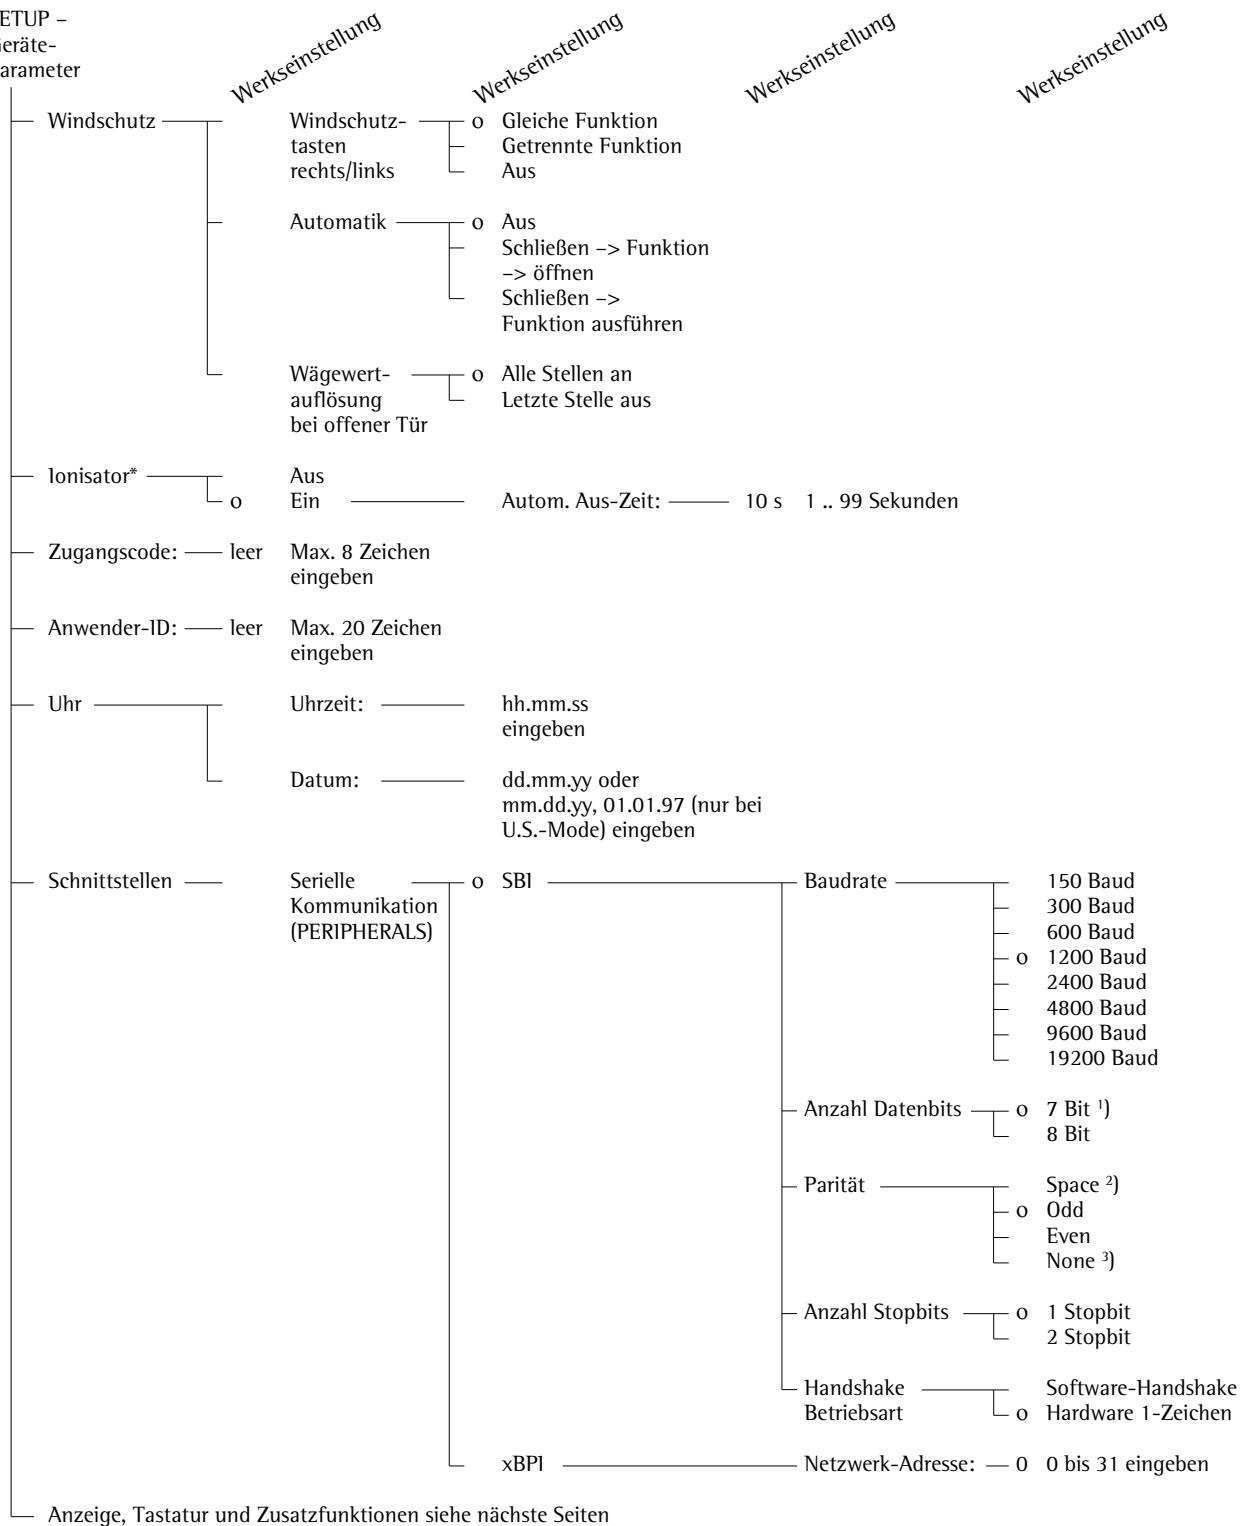 ETUP –
Geräte-
arameter
Werkseinstellung Werkseinstellung Werkseinstellung Werkseinstellung
Windschutz Windschutz- o Gleiche Funktion
tasten Getrennte Funktion
rechts/links Aus
Automatik o Aus
Schließen –> Funktion
–> öffnen
Schließen –>
Funktion ausführen
Wägewert- o Alle Stellen an
auflösung Letzte Stelle aus
bei offener Tür
Ionisator* Aus
o Ein Autom. Aus-Zeit: 10 s 1 .. 99 Sekunden
Zugangscode: leer Max. 8 Zeichen
eingeben
Anwender-ID: leer Max. 20 Zeichen
eingeben
Uhr Uhrzeit: hh.mm.ss
eingeben
Datum: dd.mm.yy oder
mm.dd.yy, 01.01.97 (nur bei
U.S.-Mode) eingeben
Schnittstellen Serielle o SBI Baudrate 150 Baud
Kommunikation 300 Baud
(PERIPHERALS) 600 Baud
o 1200 Baud
2400 Baud
4800 Baud
9600 Baud
19200 Baud
Anzahl Datenbits o 7 Bit ¹)
8 Bit
Parität Space ²)
o Odd
Even
None ³)
Anzahl Stopbits o 1 Stopbit
2 Stopbit
Handshake Software-Handshake
Betriebsart o Hardware 1-Zeichen
xBPI Netzwerk-Adresse: 0 0 bis 31 eingeben
Anzeige, Tastatur und Zusatzfunktionen siehe nächste Seiten